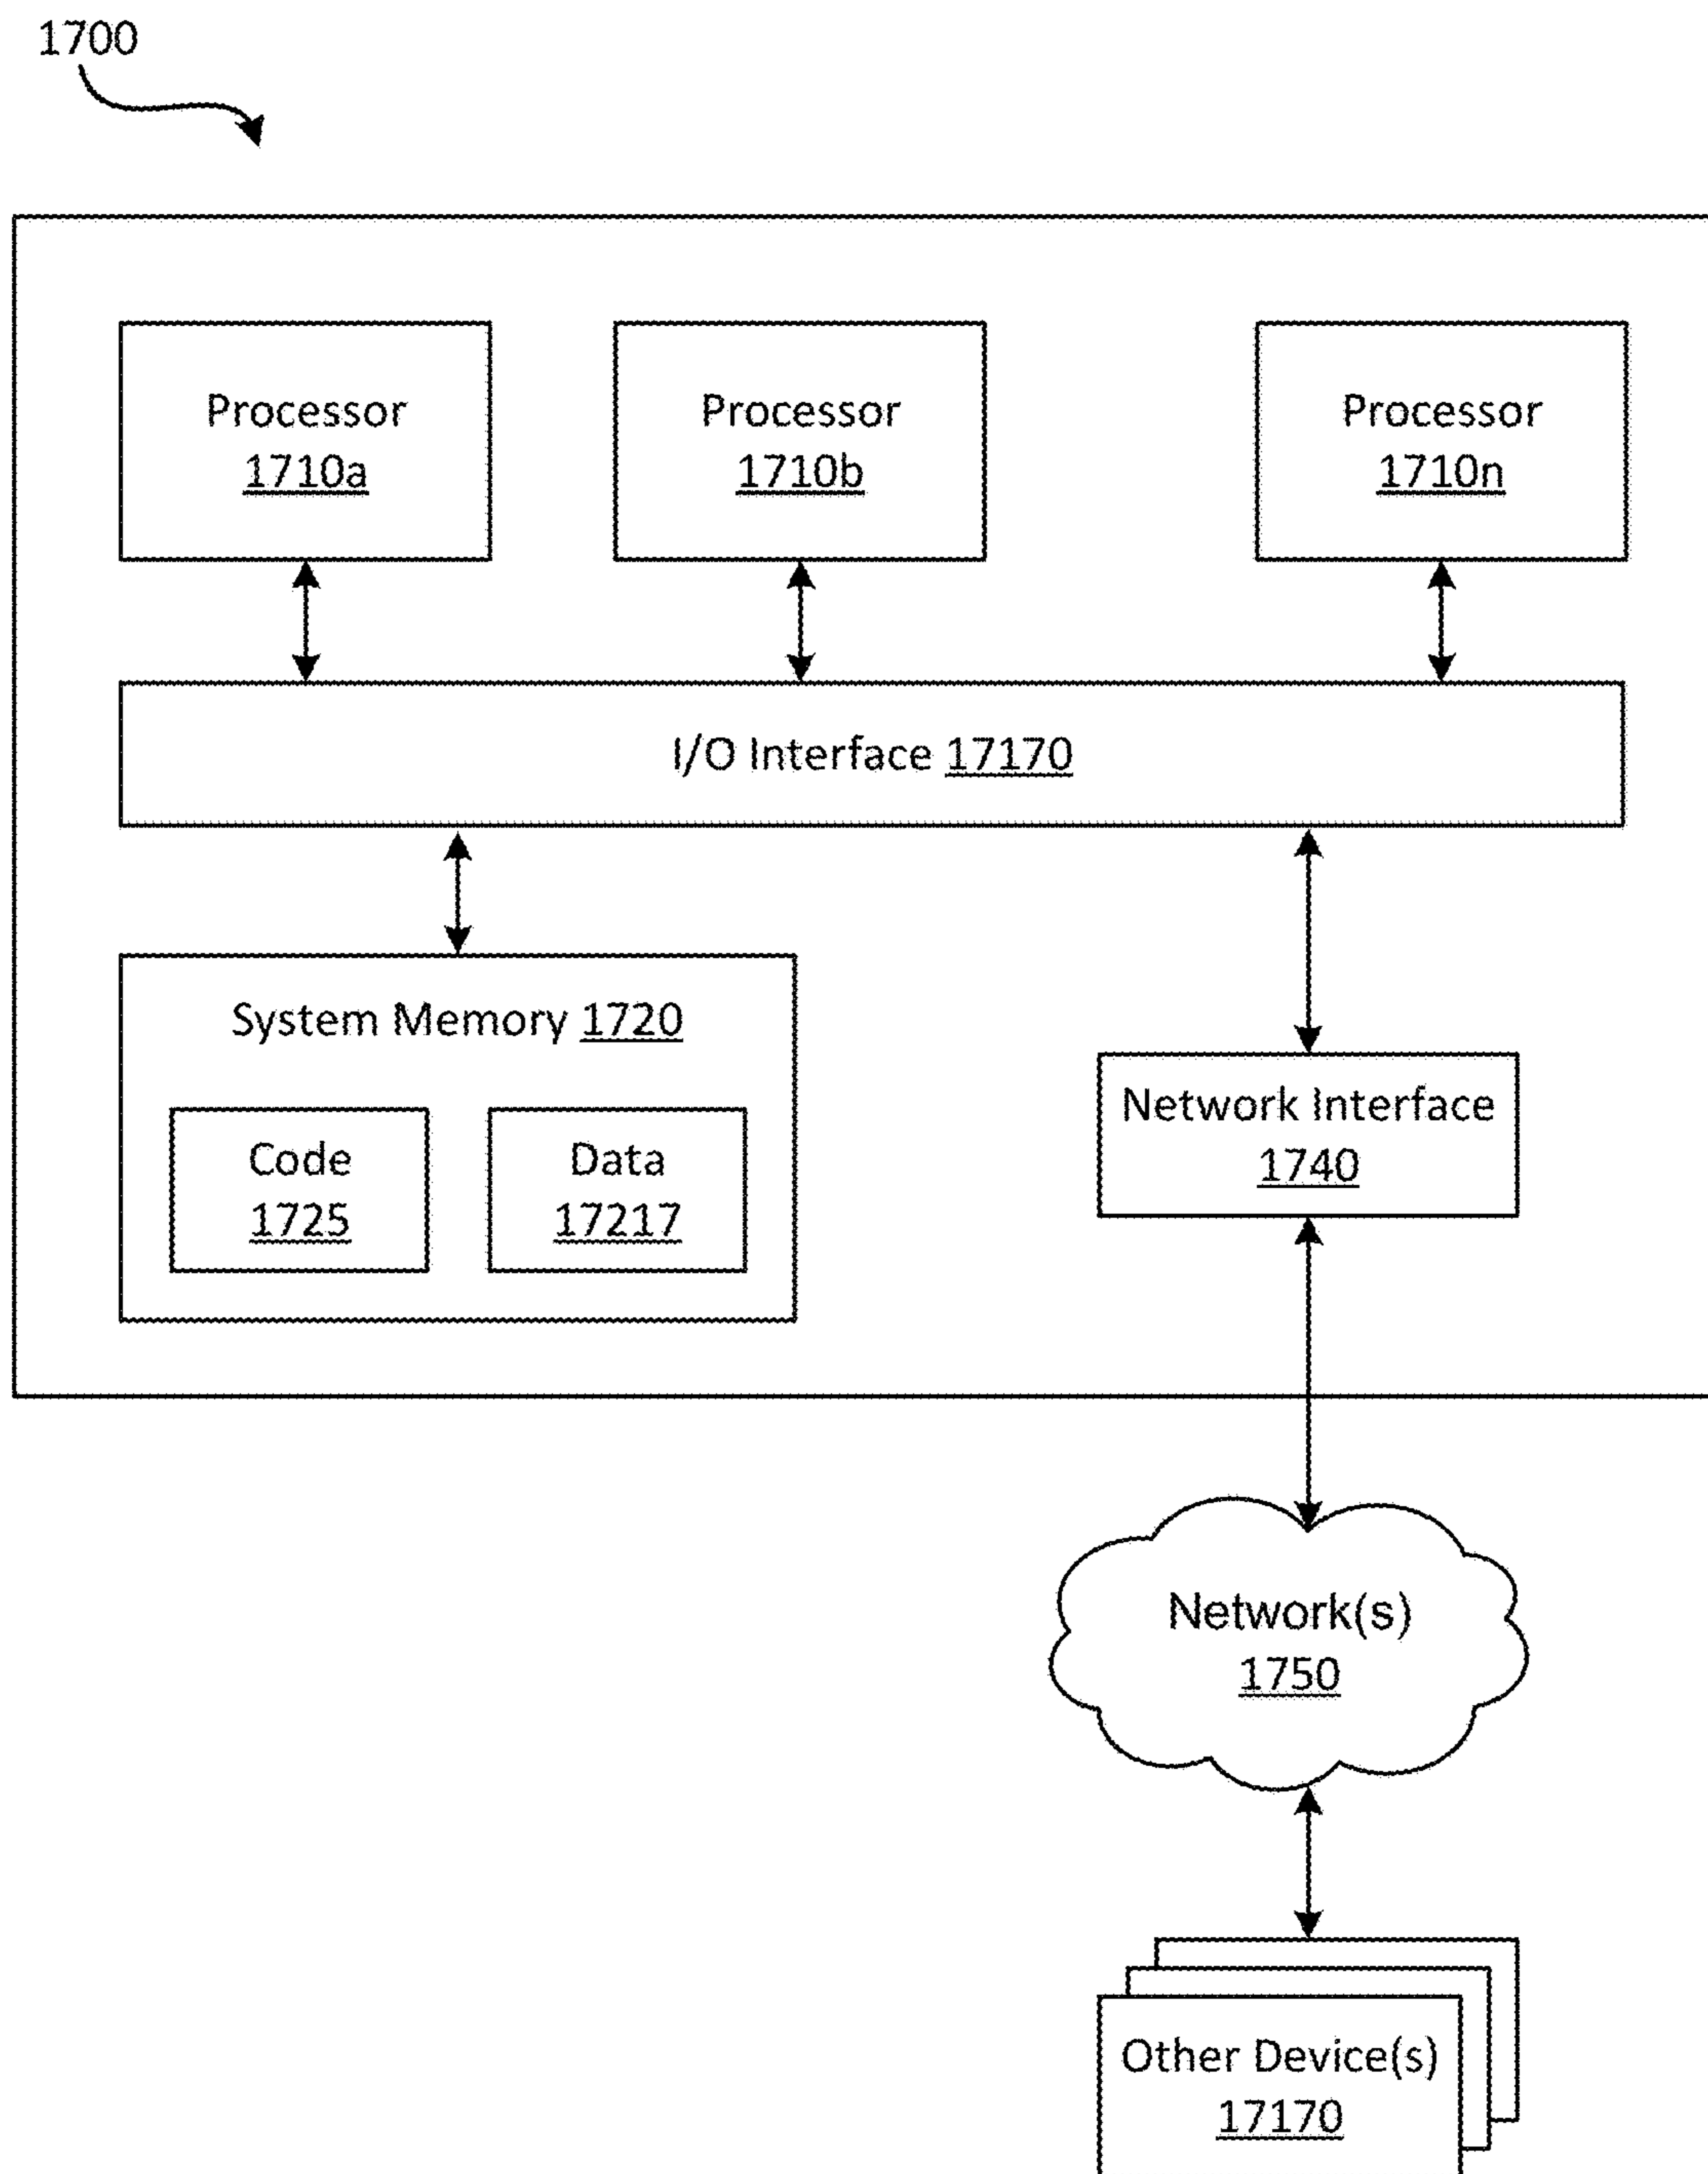 1700
Processor
1710a
Processor
1710b
Processor
1710n
I/O Interface 17170
System Memory 1720
Code
1725
Data
17217
Network Interface
1740
Network(s)
1750
Other Device(s)
17170